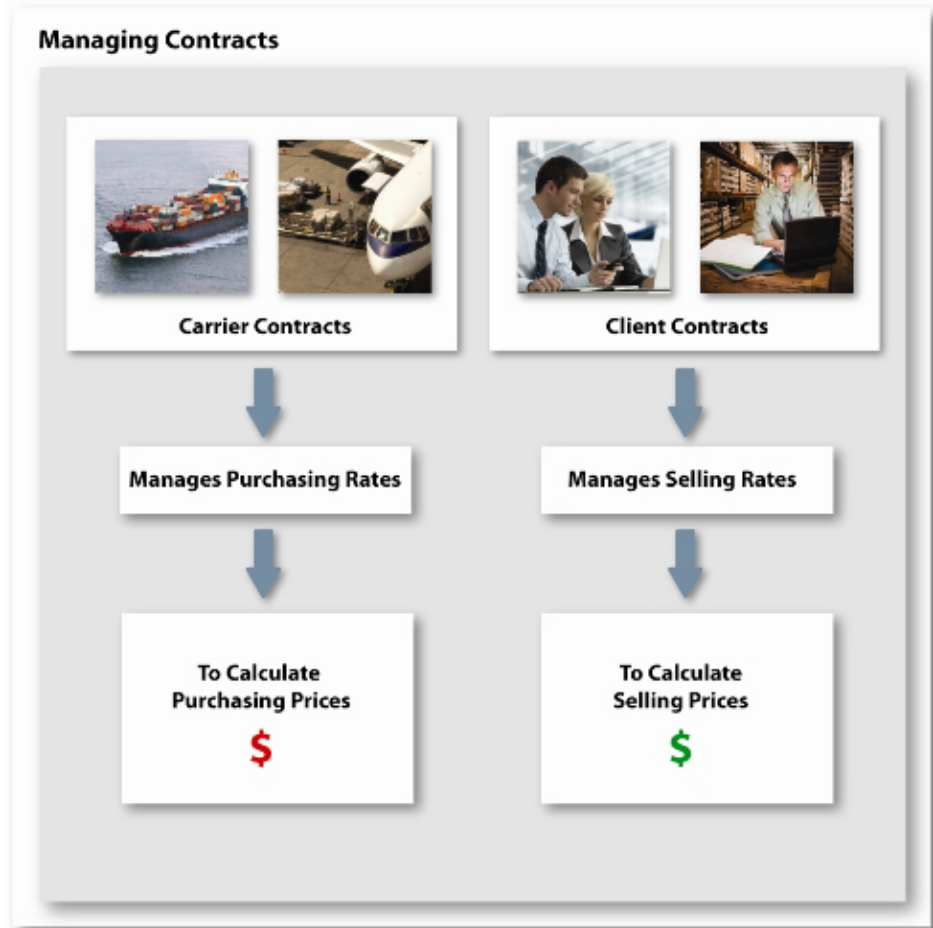 Managing Contracts
Carrier Contracts
Client Contracts
Manages Purchasing Rates
Manages Selling Rates
To Calculate
Purchasing Prices
$
To Calculate
Selling Prices
$